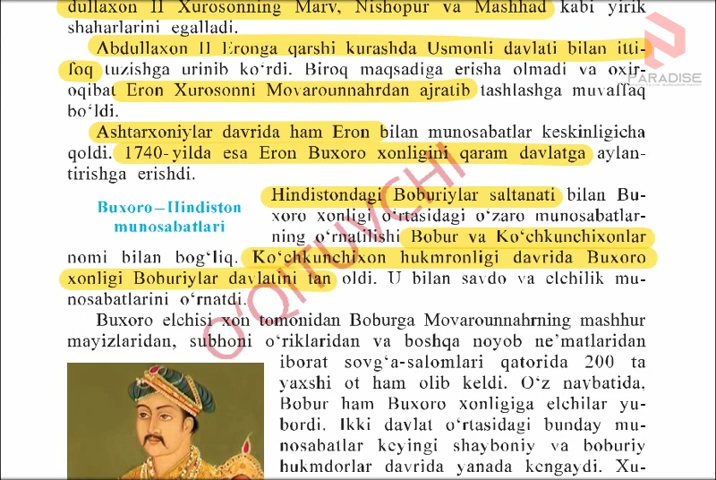 dullaxon II Xurosonning Marv, Nishopur va Mashhad kabi yirik
shaharlarini egalladi.
Abdullaxon II Eronga qarshi kurashda Usmonli davlati bilan itti-
foq tuzishga urinib ko‘rdi. Biroq maqsadiga erisha olmadi va oxir-
oqibat Eron Xurosonni Movarounnahrdan ajratib tashlashga muvaffaq
bo‘ldi.
PARADISE
Ashtarxoniylar davrida ham Eron bilan munosabatlar keskinligicha
qoldi. 1740-yilda esa Eron Buxoro xonligini qaram davlatga aylan-
tirishga erishdi.
Buxoro–Hindiston
munosabatlari
Hindistondagi Boburiylar saltanati bilan Bu-
xoro xonligi o‘rtasidagi o‘zaro munosabatlar-
ning o‘rnatilishi Bobur va Ko‘chkunchixonlar
nomi bilan bog‘liq. Ko‘chkunchixon hukmronligi davrida Buxoro
xonligi Boburiylar davlatini tan oldi. U bilan savdo va elchilik mu-
nosabatlarini o‘rnatdi.
O‘QITUVCHI
Buxoro elchisi xon tomonidan Boburga Movarounnahrning mashhur
mayizlaridan, subhoni o‘riklaridan va boshqa noyob ne’matlaridan
iborat sovg‘a-salomlari qatorida 200 ta
yaxshi ot ham olib keldi. O‘z navbatida,
Bobur ham Buxoro xonligiga elchilar yu-
bordi. Ikki davlat o‘rtasidagi bunday mu-
nosabatlar keyingi shayboniy va boburiy
hukmdorlar davrida yanada kengaydi. Xu-